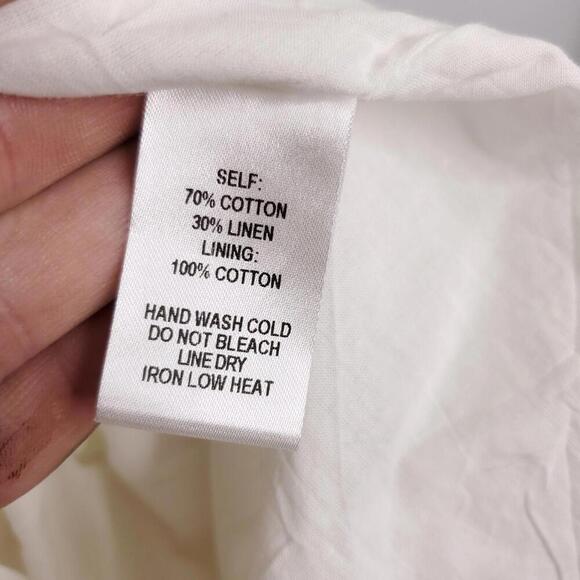 SELF:
70% COTTON
30% LINEN
LINING:
100% COTTON
HAND WASH COLD
DO NOT BLEACH
LINE DRY
IRON LOW HEAT